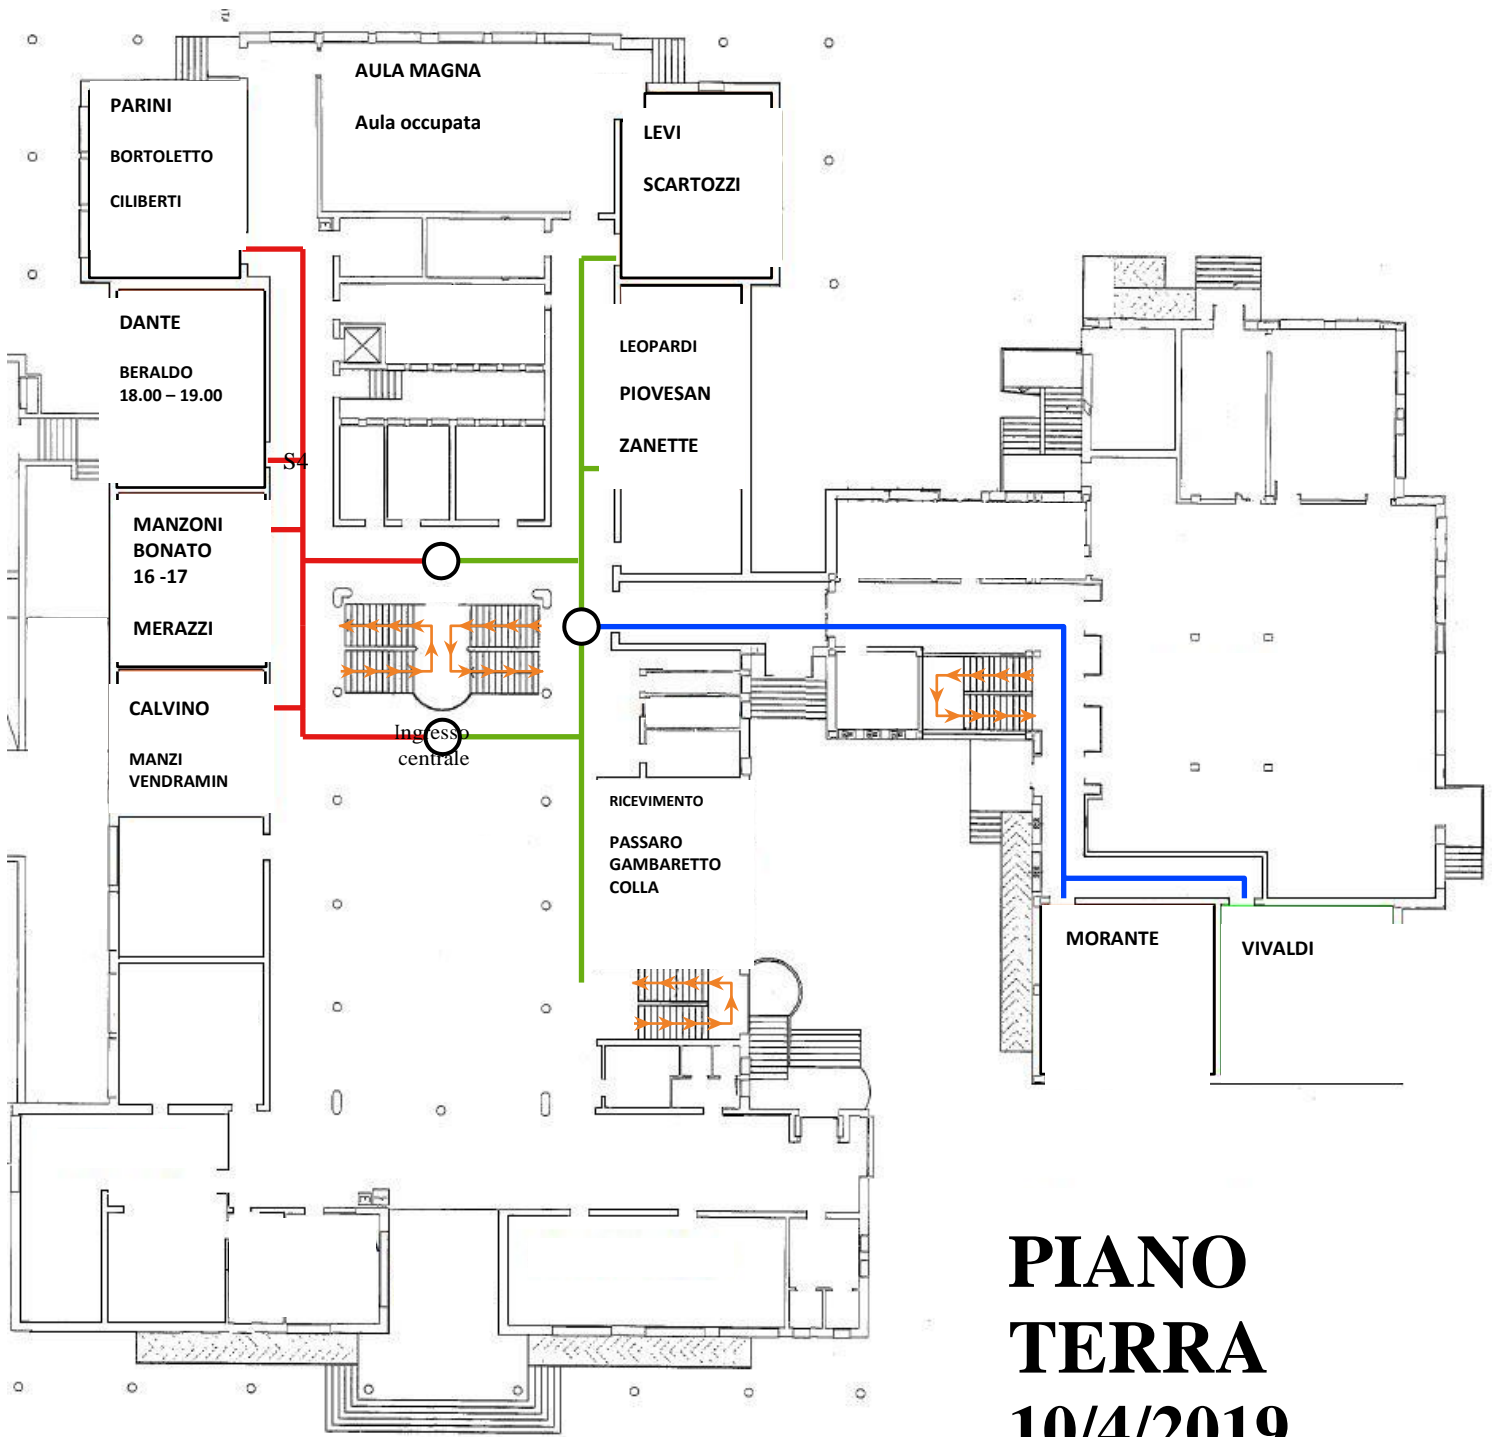 AULA MAGNA
Aula occupata
PARINI
BORTOLETTO
CILIBERTI
LEVI
SCARTOZZI
DANTE
BERALDO
18.00 – 19.00
S4
LEOPARDI
PIOVESAN
ZANETTE
MANZONI
BONATO
16 -17
MERAZZI
CALVINO
MANZI
VENDRAMIN
Ingresso
centrale
RICEVIMENTO
PASSARO
GAMBARETTO
COLLA
MORANTE
VIVALDI
PIANO
TERRA
10/4/2019